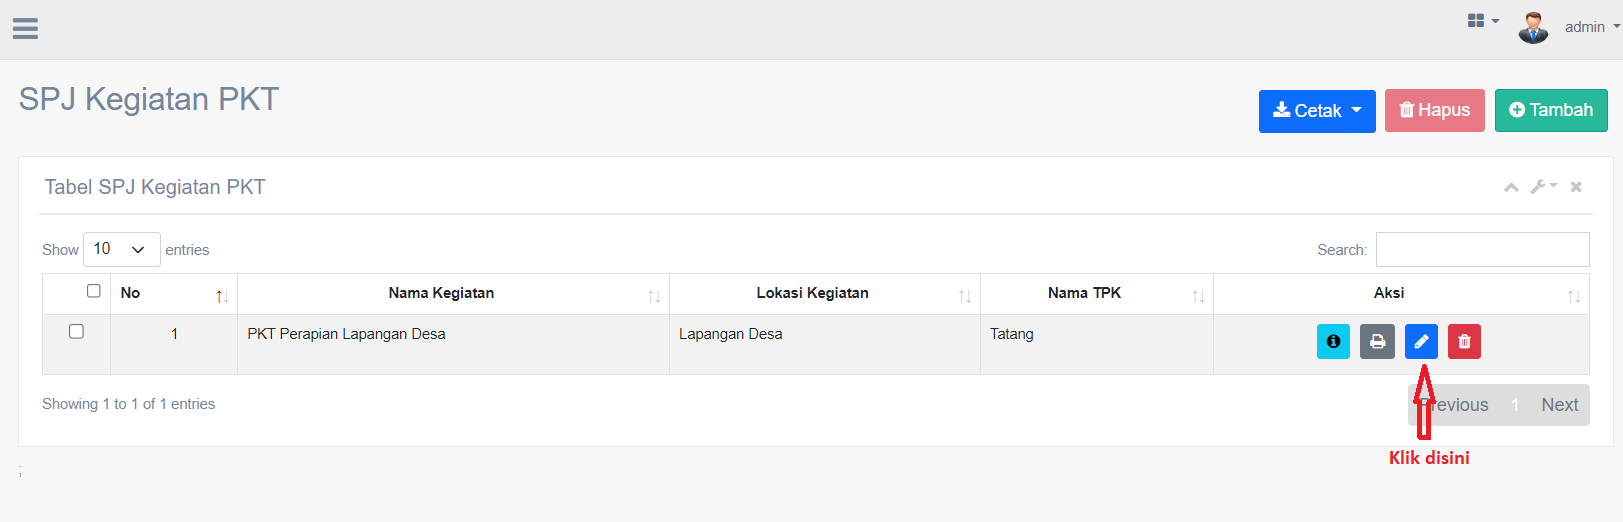 admin
SPJ Kegiatan PKT
Cetak Hapus Tambah
Tabel SPJ Kegiatan PKT
Show 10 entries Search:
No Nama Kegiatan Lokasi Kegiatan Nama TPK Aksi
1 PKT Perapian Lapangan Desa Lapangan Desa Tatang
Showing 1 to 1 of 1 entries Previous 1 Next
Klik disini
;